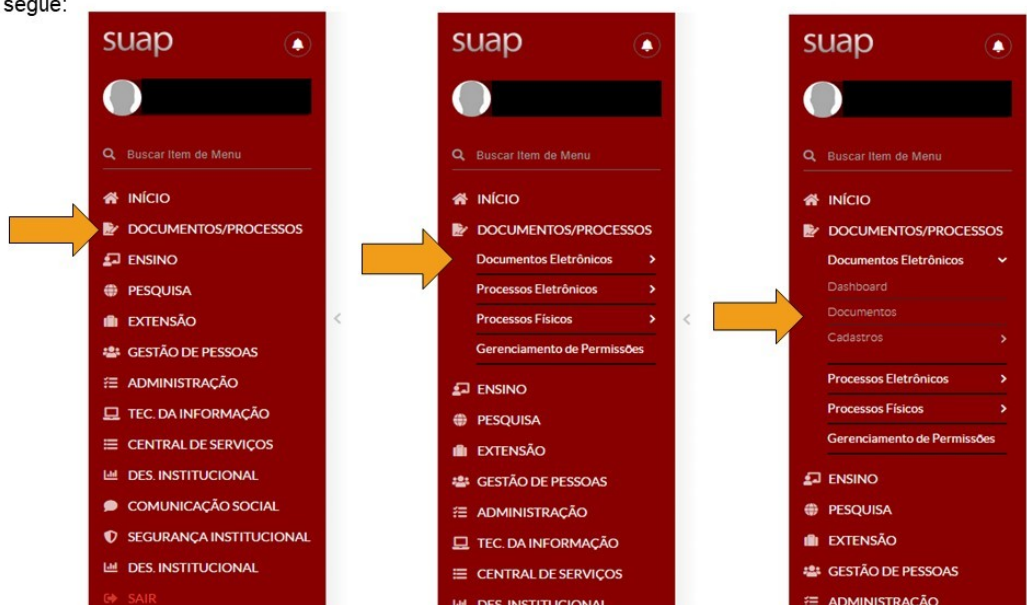 segue:
suap
Buscar Item de Menu
INÍCIO
DOCUMENTOS/PROCESSOS
ENSINO
PESQUISA
EXTENSÃO
GESTÃO DE PESSOAS
ADMINISTRAÇÃO
TEC. DA INFORMAÇÃO
CENTRAL DE SERVIÇOS
DES. INSTITUCIONAL
COMUNICAÇÃO SOCIAL
SEGURANÇA INSTITUCIONAL
DES. INSTITUCIONAL
SAIR
suap
Buscar Item de Menu
INÍCIO
DOCUMENTOS/PROCESSOS
Documentos Eletrônicos
Processos Eletrônicos
Processos Físicos
Gerenciamento de Permissões
ENSINO
PESQUISA
EXTENSÃO
GESTÃO DE PESSOAS
ADMINISTRAÇÃO
TEC. DA INFORMAÇÃO
CENTRAL DE SERVIÇOS
DES. INSTITUCIONAL
suap
Buscar Item de Menu
INÍCIO
DOCUMENTOS/PROCESSOS
Documentos Eletrônicos
Dashboard
Documentos
Cadastros
Processos Eletrônicos
Processos Físicos
Gerenciamento de Permissões
ENSINO
PESQUISA
EXTENSÃO
GESTÃO DE PESSOAS
ADMINISTRAÇÃO